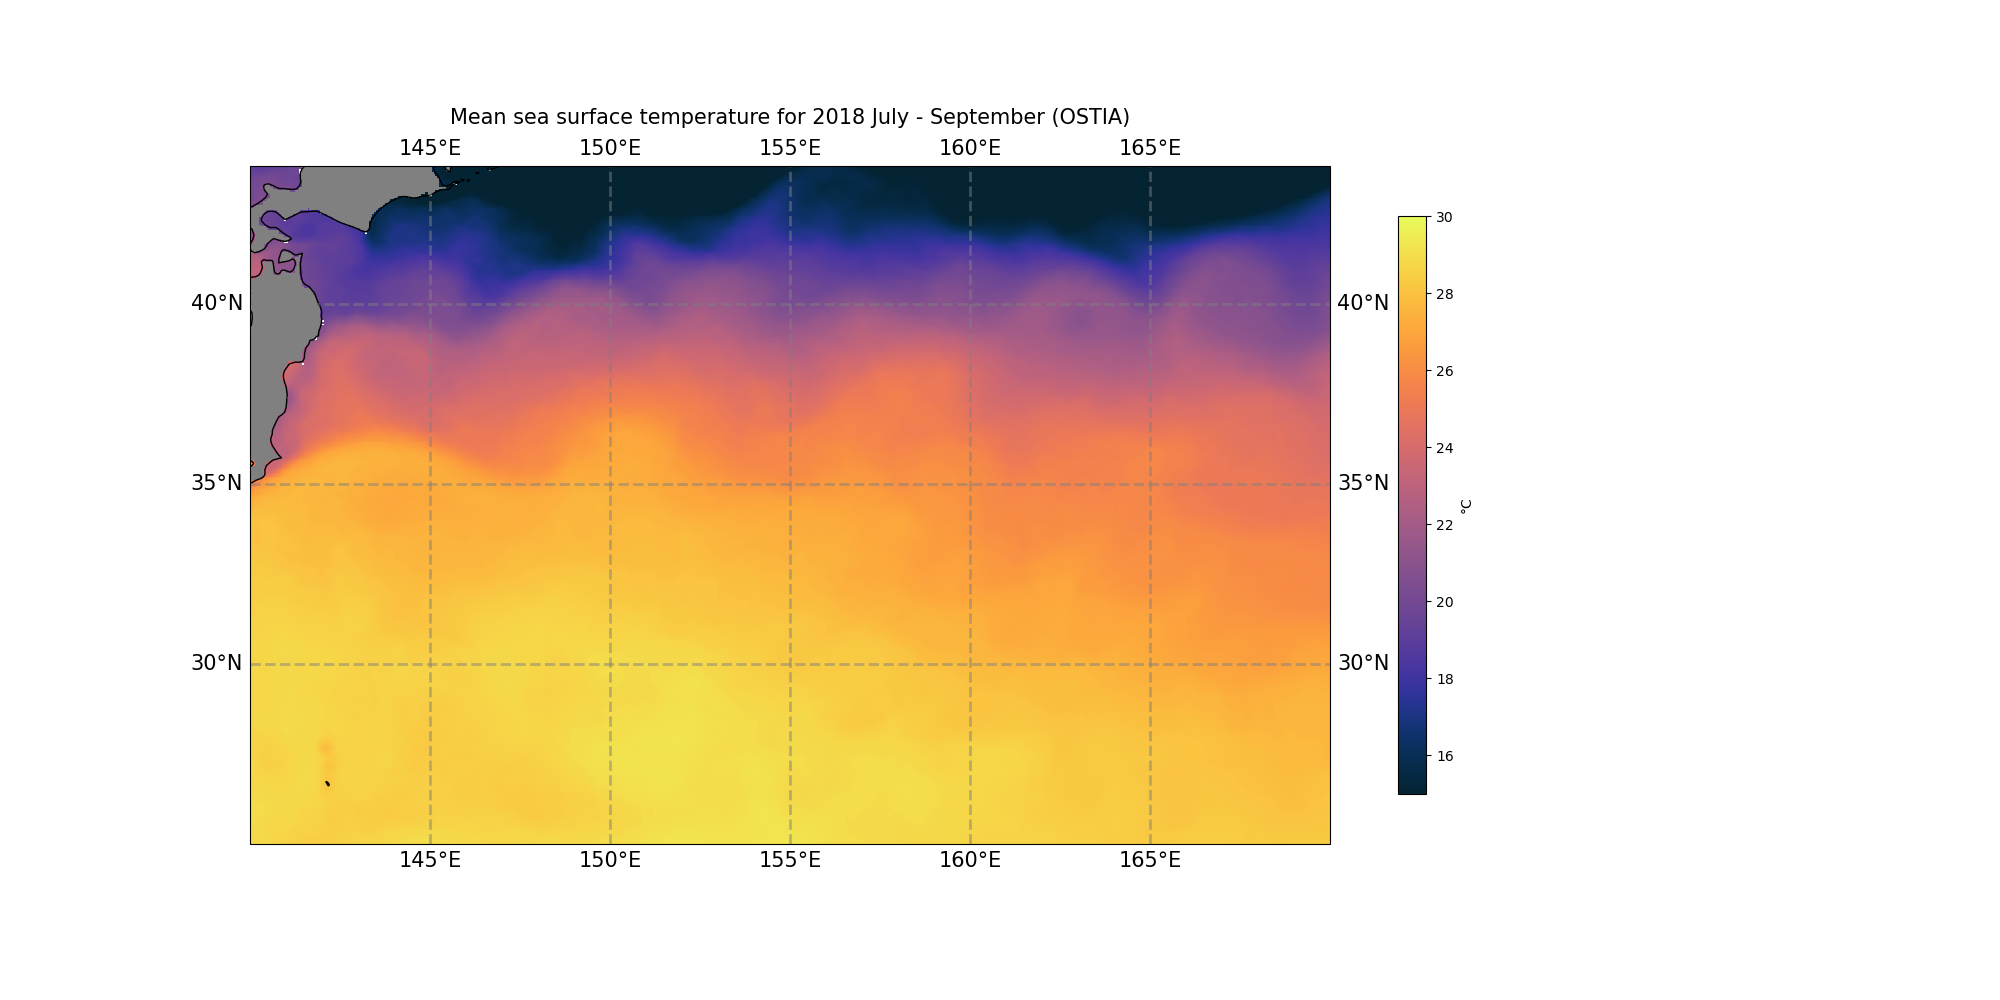 Mean sea surface temperature for 2018 July - September (OSTIA)
145°E 150°E 155°E 160°E 165°E
30
28
40°N 40°N
26
24
35°N 35°N
22
°C
20
30°N 30°N
18
16
145°E 150°E 155°E 160°E 165°E